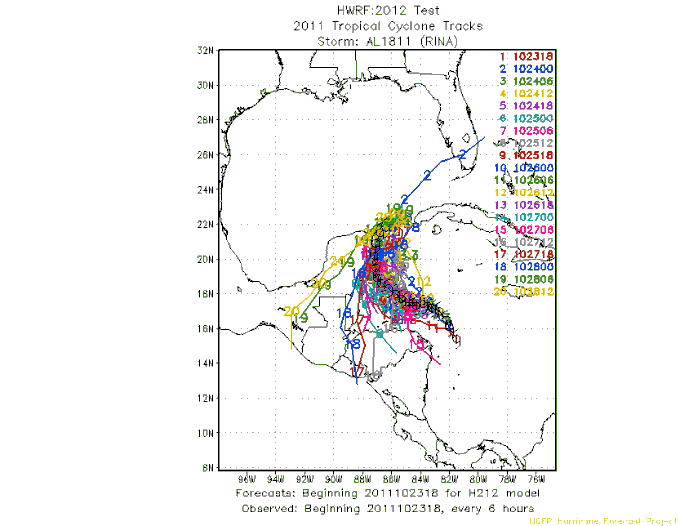 HWRF:2012 Test
2011 Tropical Cyclone Tracks
Storm: AL1811 (RINA)
32N
30N
28N
26N
24N
22N
20N
18N
16N
14N
12N
10N
8N
1 102318
2 102400
3 102406
4 102412
5 102418
6 102500
7 102506
8 102512
9 102518
10 102600
11 102606
12 102612
13 102618
14 102700
15 102706
16 102712
17 102718
18 102800
19 102806
20 102812
96W 94W 92W 90W 88W 86W 84W 82W 80W 78W 76W
Forecasts: Beginning 2011102318 for H212 model
Observed: Beginning 2011102318, every 6 hours
NCEP Hurricane Forecast Project